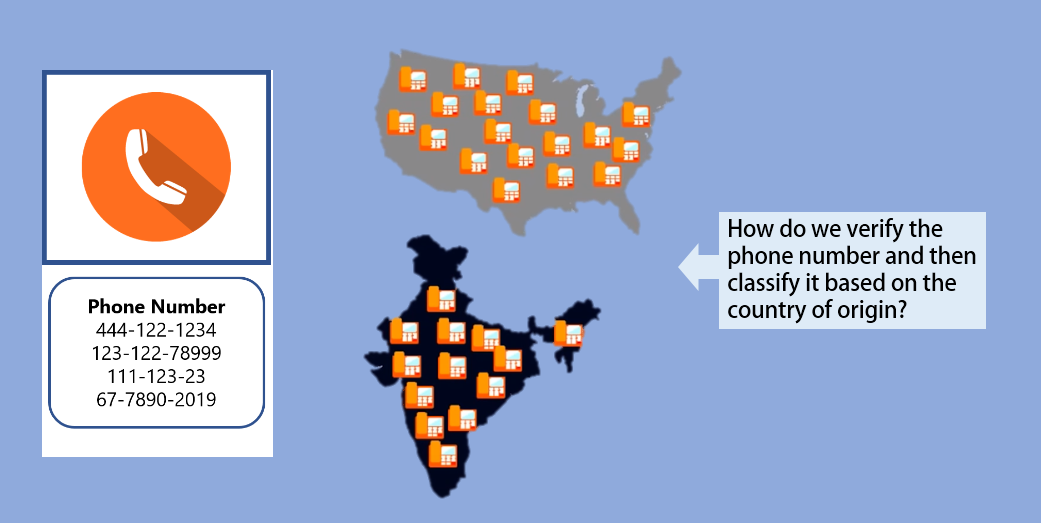 Phone Number
444-122-1234
123-122-78999
111-123-23
67-7890-2019
How do we verify the
phone number and then
classify it based on the
country of origin?